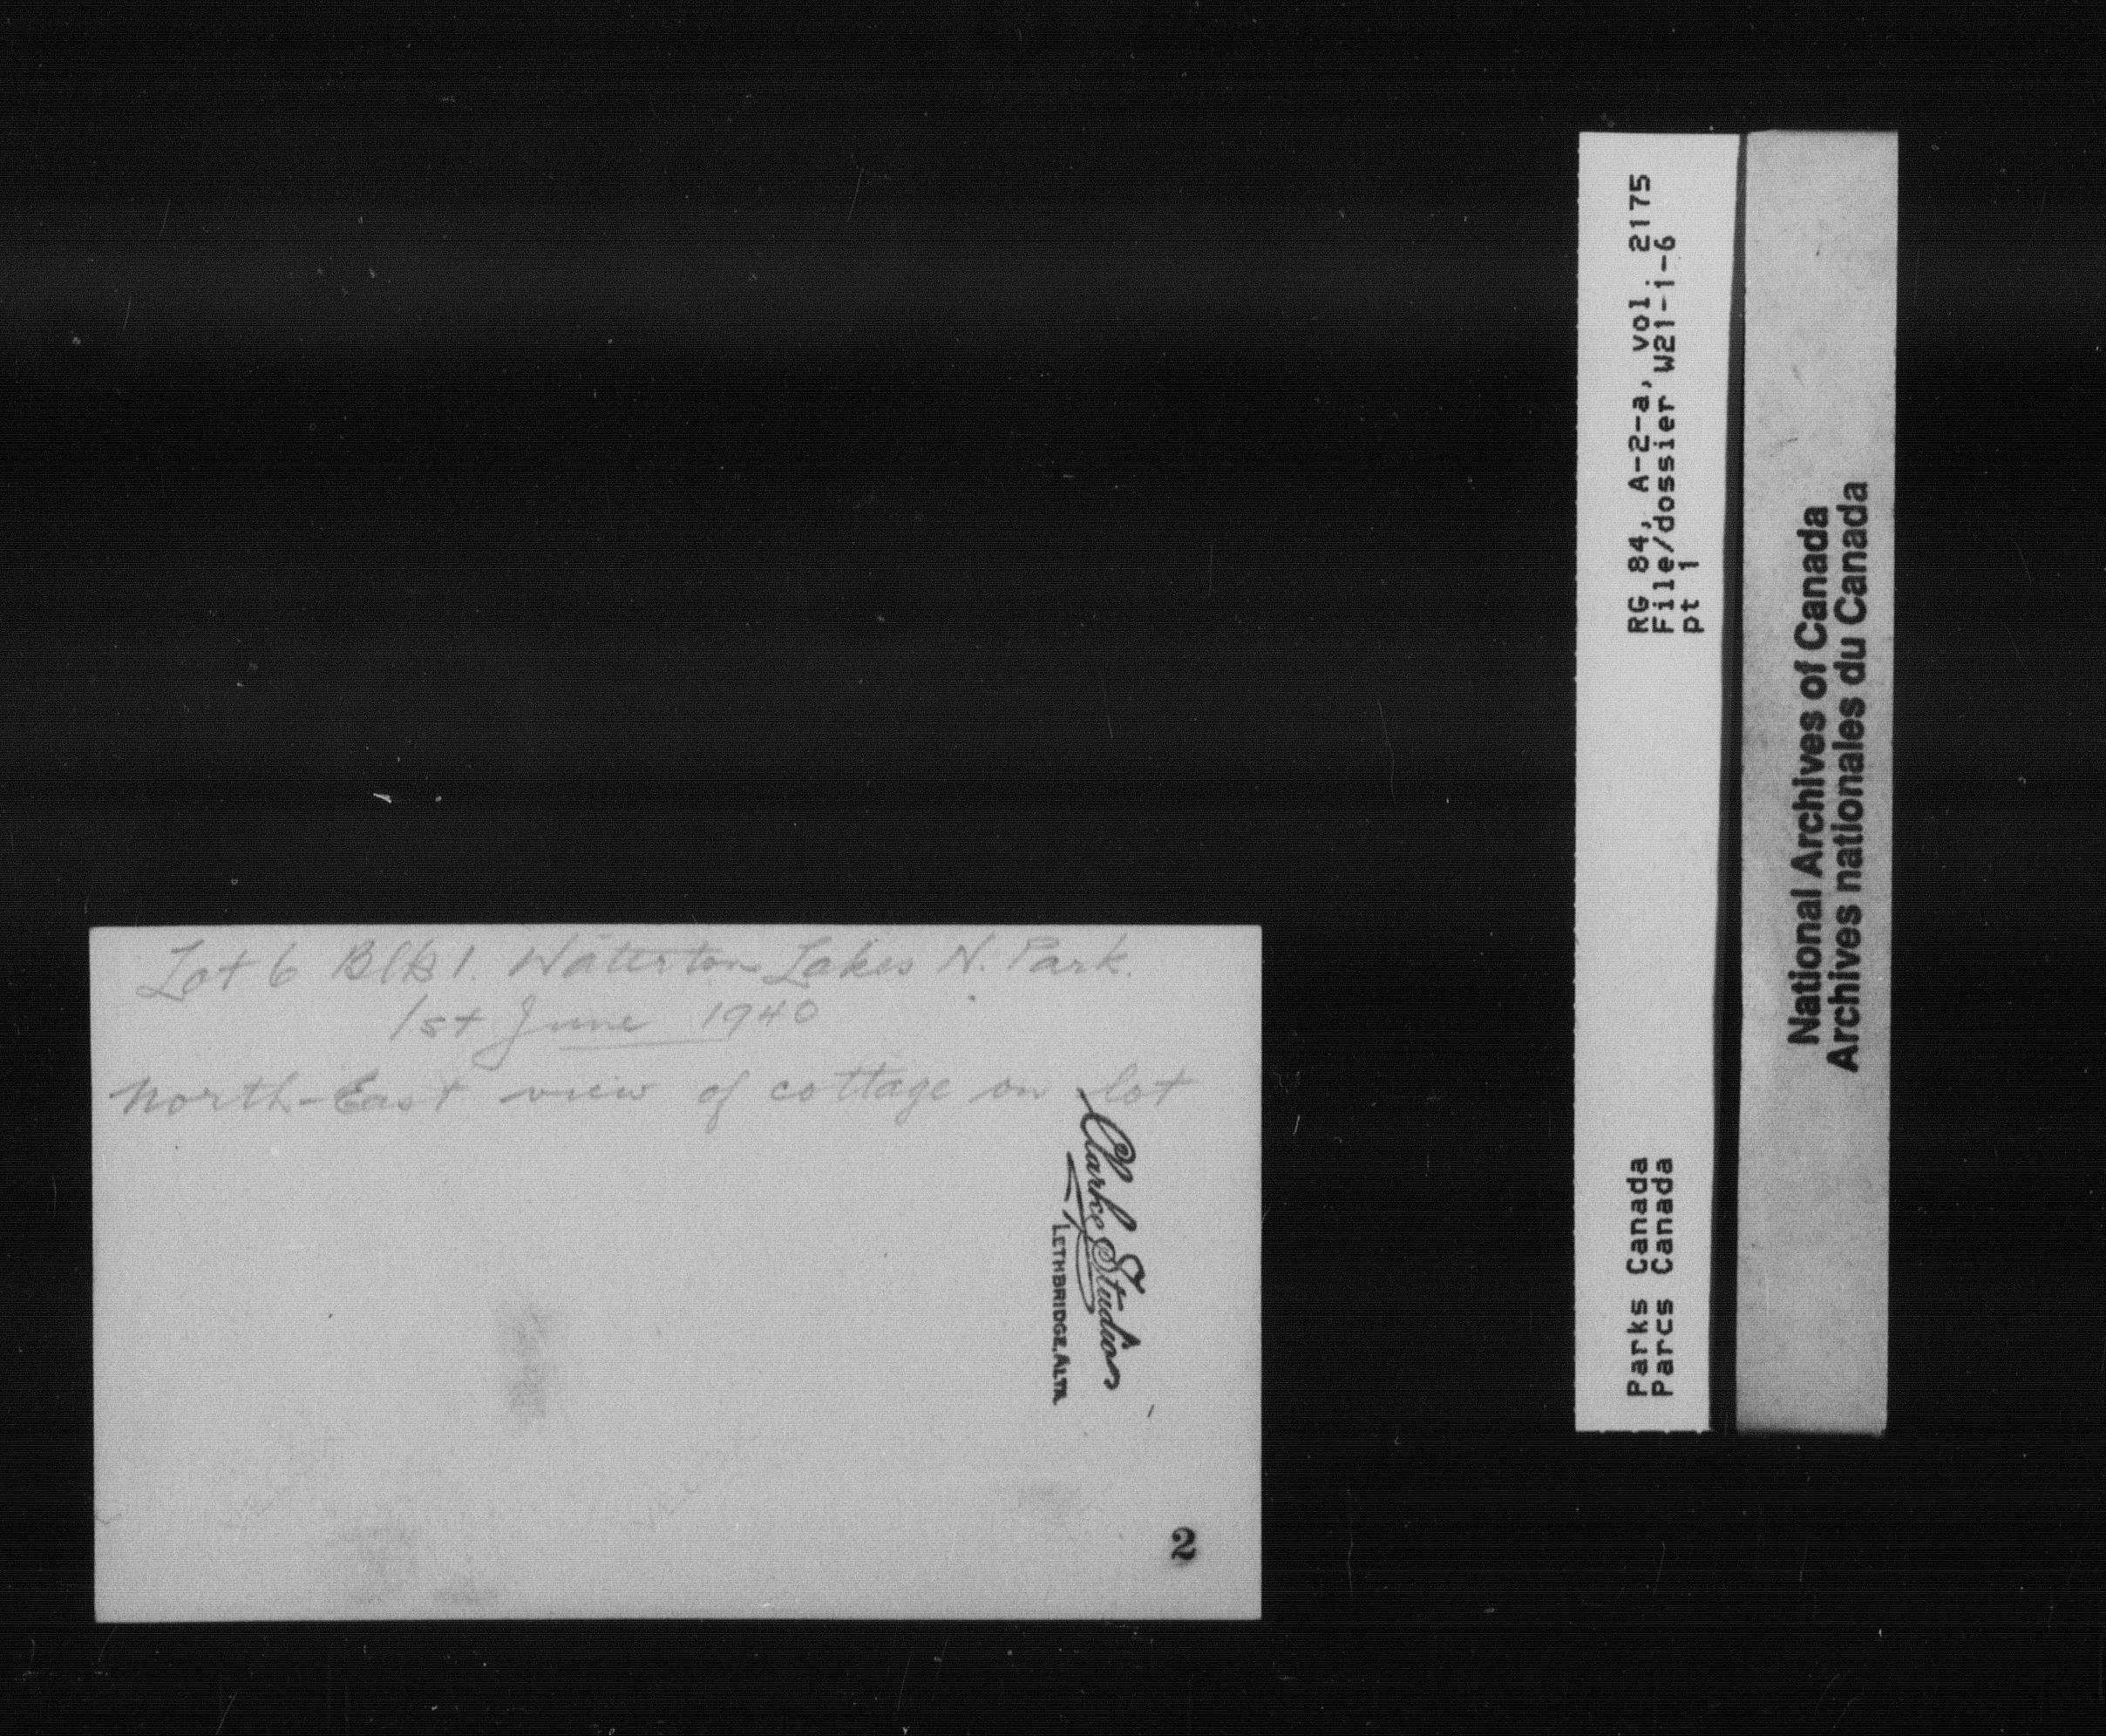 Lot 6 Blk 1. Waterton Lakes N. Park.
1st June 1940
North-East view of cottage on lot
Clarke Studios
LETHBRIDGE, ALTA
2
RG 84, A-2-a, vol. 2175
File/dossier W21-1-6
pt 1
Parks Canada
Parcs Canada
National Archives of Canada
Archives nationales du Canada